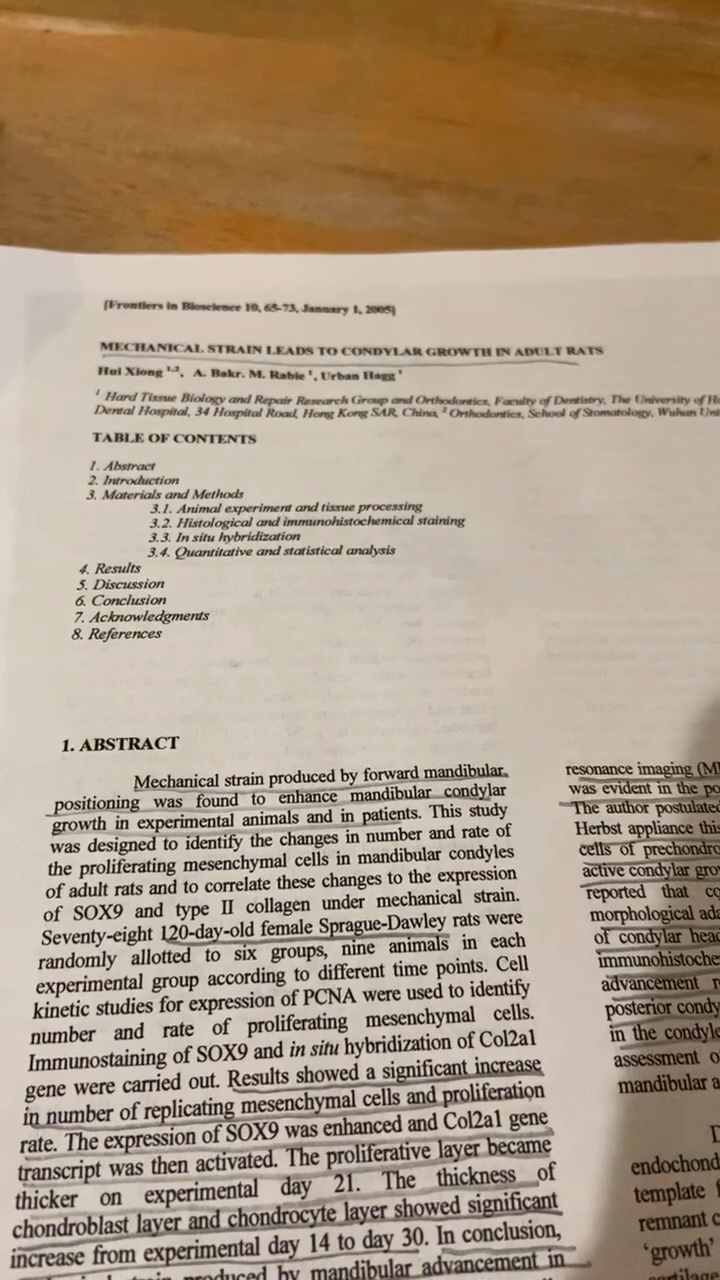 [Frontiers in Bioscience 10, 65-73, January 1, 2005]
MECHANICAL STRAIN LEADS TO CONDYLAR GROWTH IN ADULT RATS
Hui Xiong 1,2, A. Bakr. M. Rabie 1, Urban Hagg 1
1 Hard Tissue Biology and Repair Research Group and Orthodontics, Faculty of Dentistry, The University of
Dental Hospital, 34 Hospital Road, Hong Kong SAR, China, 2 Orthodontics, School of Stomatology, Wuhan
TABLE OF CONTENTS
1. Abstract
2. Introduction
3. Materials and Methods
3.1. Animal experiment and tissue processing
3.2. Histological and immunohistochemical staining
3.3. In situ hybridization
3.4. Quantitative and statistical analysis
4. Results
5. Discussion
6. Conclusion
7. Acknowledgments
8. References
1. ABSTRACT
Mechanical strain produced by forward mandibular
positioning was found to enhance mandibular condylar
growth in experimental animals and in patients. This study
was designed to identify the changes in number and rate of
the proliferating mesenchymal cells in mandibular condyles
of adult rats and to correlate these changes to the expression
of SOX9 and type II collagen under mechanical strain.
Seventy-eight 120-day-old female Sprague-Dawley rats were
randomly allotted to six groups, nine animals in each
experimental group according to different time points. Cell
kinetic studies for expression of PCNA were used to identify
number and rate of proliferating mesenchymal cells.
Immunostaining of SOX9 and in situ hybridization of Col2a1
gene were carried out. Results showed a significant increase
in number of replicating mesenchymal cells and proliferation
rate. The expression of SOX9 was enhanced and Col2a1 gene
transcript was then activated. The proliferative layer became
thicker on experimental day 21. The thickness of
chondroblast layer and chondrocyte layer showed significant
increase from experimental day 14 to day 30. In conclusion,
produced by mandibular advancement in
resonance imaging
was evident in the
The author postulated
Herbst appliance
cells of
active condylar
reported that
morphological
of condylar head
advancement
posterior
in the condyle
assessment
mandibular
template
remnant
'growth'